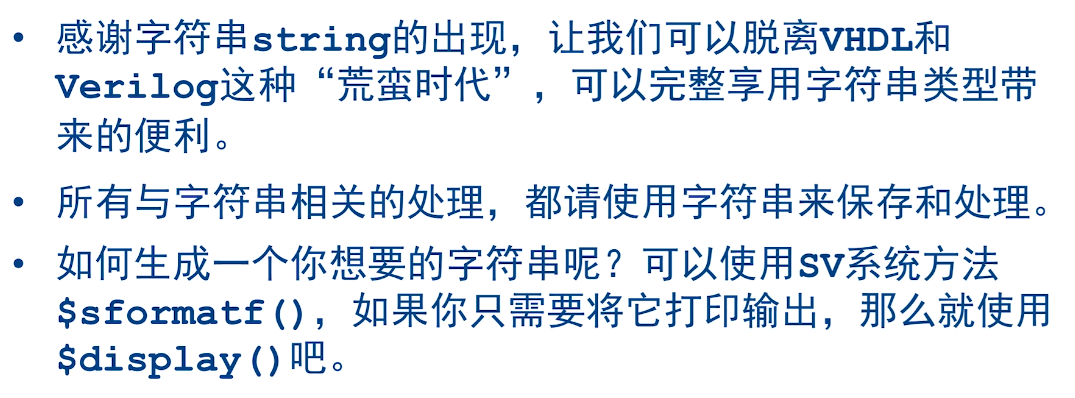 • 感谢字符串string的出现，让我们可以脱离VHDL和
Verilog这种“荒蛮时代”，可以完整享用字符串类型带
来的便利。
• 所有与字符串相关的处理，都请使用字符串来保存和处理。
• 如何生成一个你想要的字符串呢？可以使用SV系统方法
$sformatf()，如果你只需要将它打印输出，那么就使用
$display()吧。